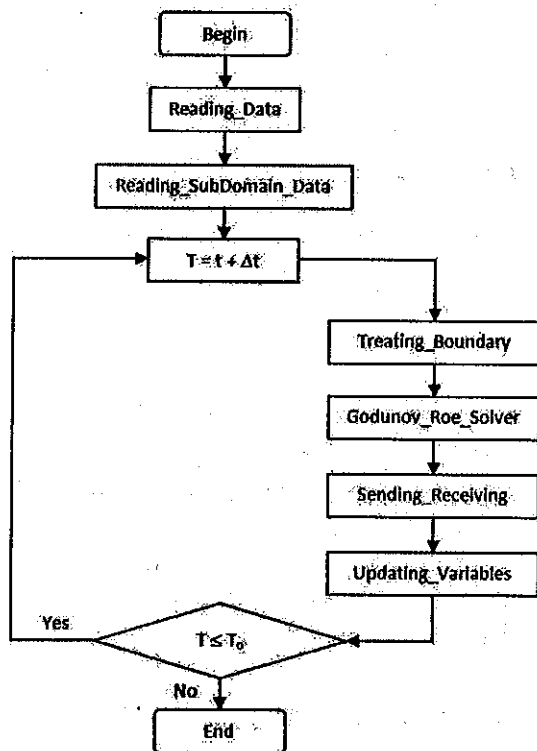 Begin
Reading_Data
Reading_SubDomain_Data
T = t + Δt
Treating_Boundary
Godunov_Roe_Solver
Sending_Receiving
Updating_Variables
Yes
T ≤ T₀
No
End